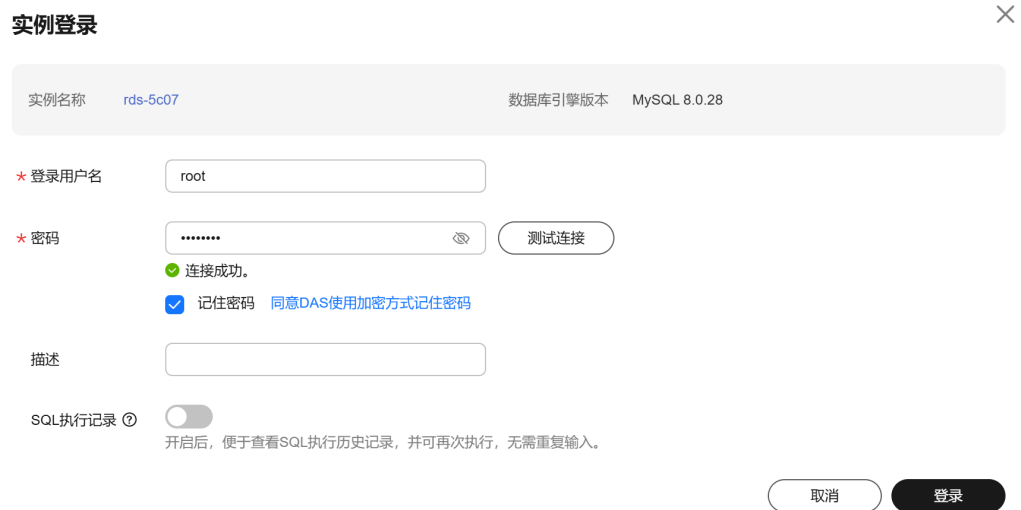 实例登录
实例名称 rds-5c07 数据库引擎版本 MySQL 8.0.28
* 登录用户名 root
* 密码 •••••••• 测试连接
连接成功。
记住密码 同意DAS使用加密方式记住密码
描述
SQL执行记录 ?
开启后，便于查看SQL执行历史记录，并可再次执行，无需重复输入。
取消 登录